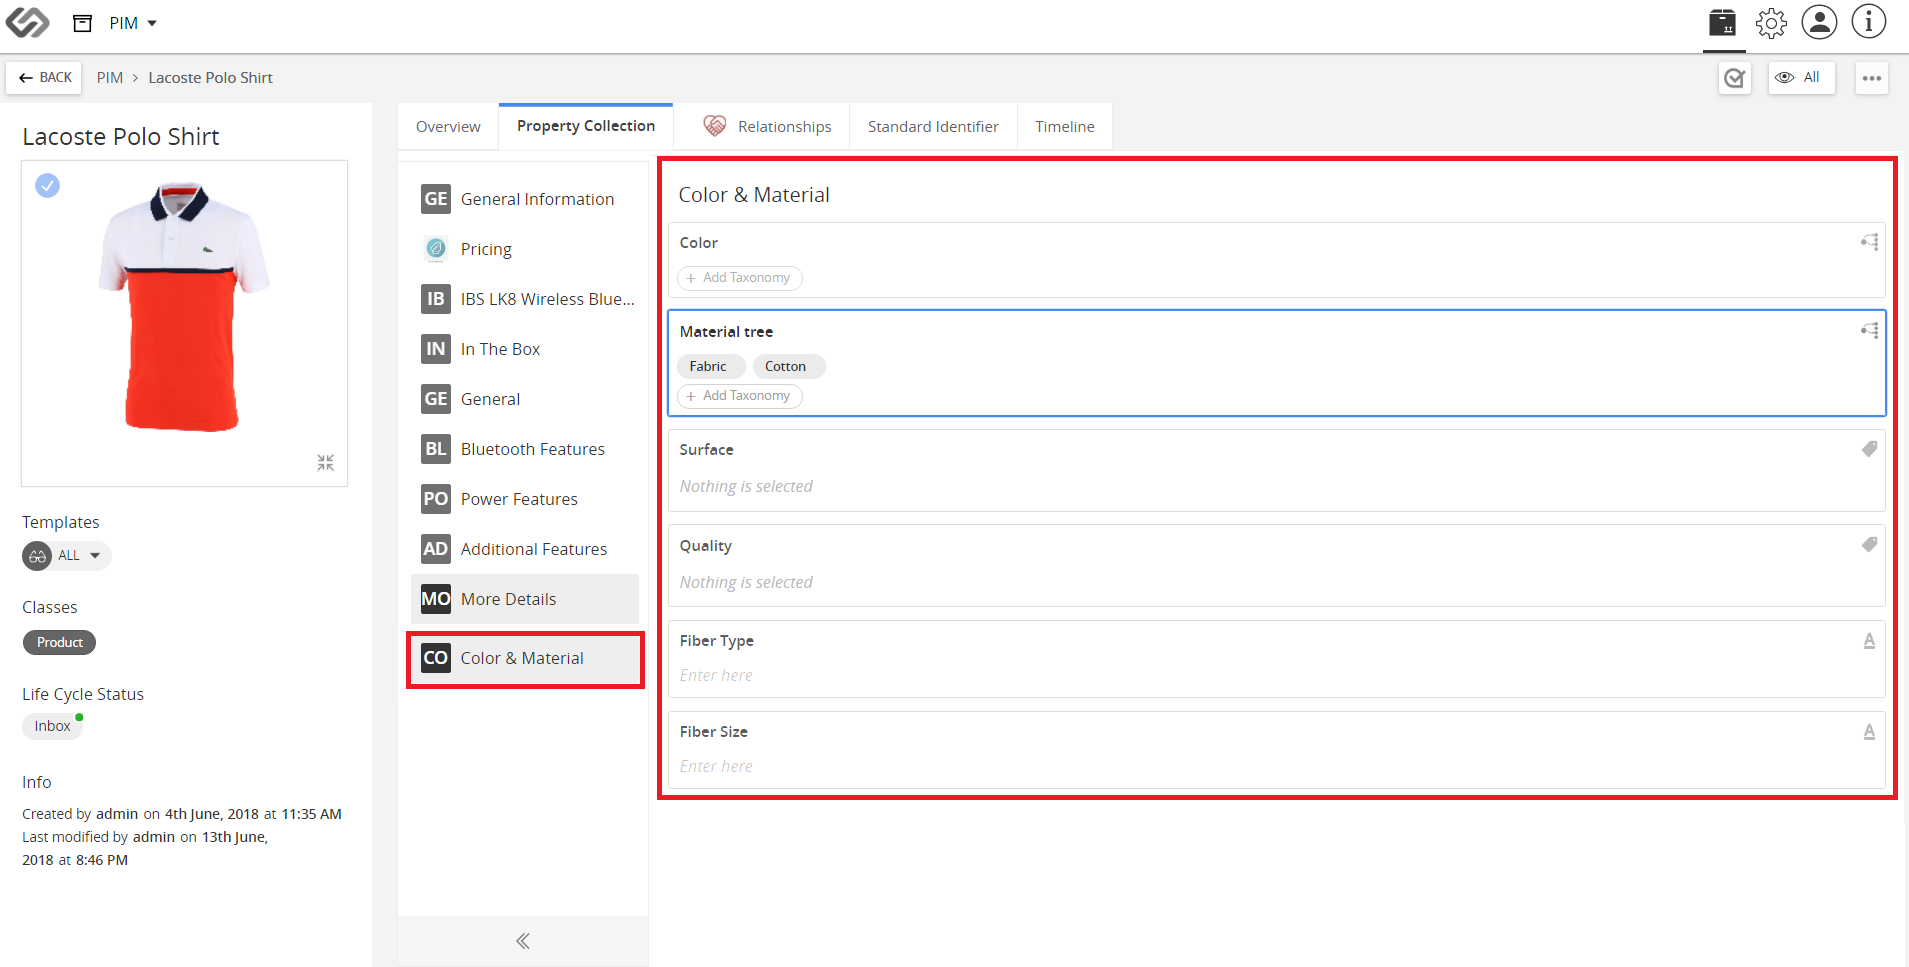 PIM
BACK
PIM > Lacoste Polo Shirt
All
Lacoste Polo Shirt
Templates
ALL
Classes
Product
Life Cycle Status
Inbox
Info
Created by admin on 4th June, 2018 at 11:35 AM
Last modified by admin on 13th June,
2018 at 8:46 PM
Overview
Property Collection
Relationships
Standard Identifier
Timeline
GE General Information
Pricing
IB IBS LK8 Wireless Blue...
IN In The Box
GE General
BL Bluetooth Features
PO Power Features
AD Additional Features
MO More Details
CO Color & Material
Color & Material
Color
+ Add Taxonomy
Material tree
Fabric Cotton
+ Add Taxonomy
Surface
Nothing is selected
Quality
Nothing is selected
Fiber Type
A
Enter here
Fiber Size
A
Enter here